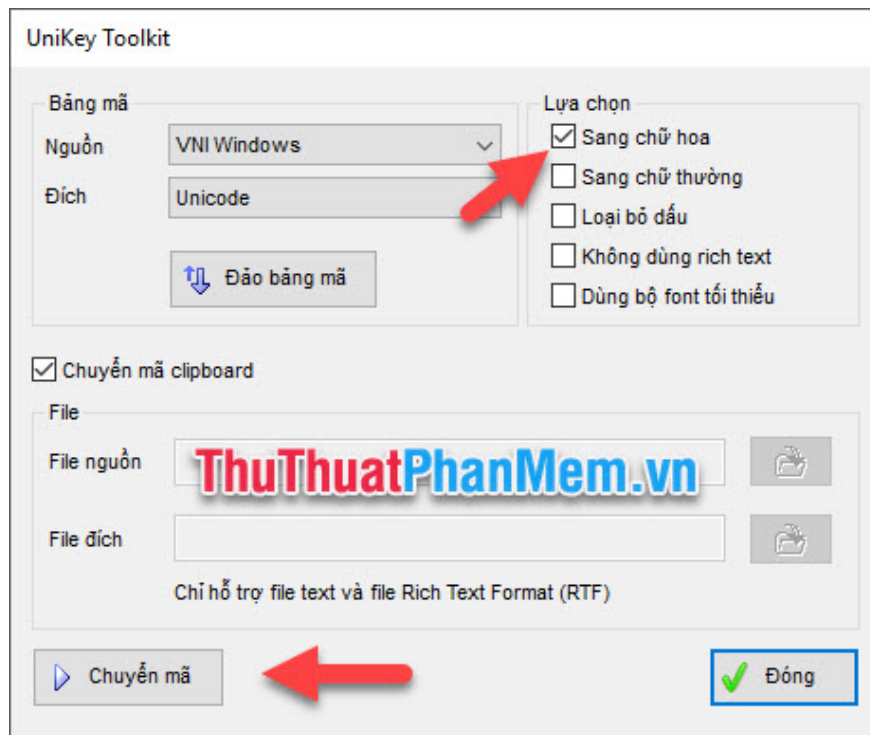 UniKey Toolkit
Bảng mã
Nguồn
VNI Windows
Đích
Unicode
Đảo bảng mã
Lựa chọn
Sang chữ hoa
Sang chữ thường
Loại bỏ dấu
Không dùng rich text
Dùng bộ font tối thiểu
Chuyển mã clipboard
File
File nguồn
ThuThuatPhanMem.vn
File đích
Chỉ hỗ trợ file text và file Rich Text Format (RTF)
Chuyển mã
Đóng